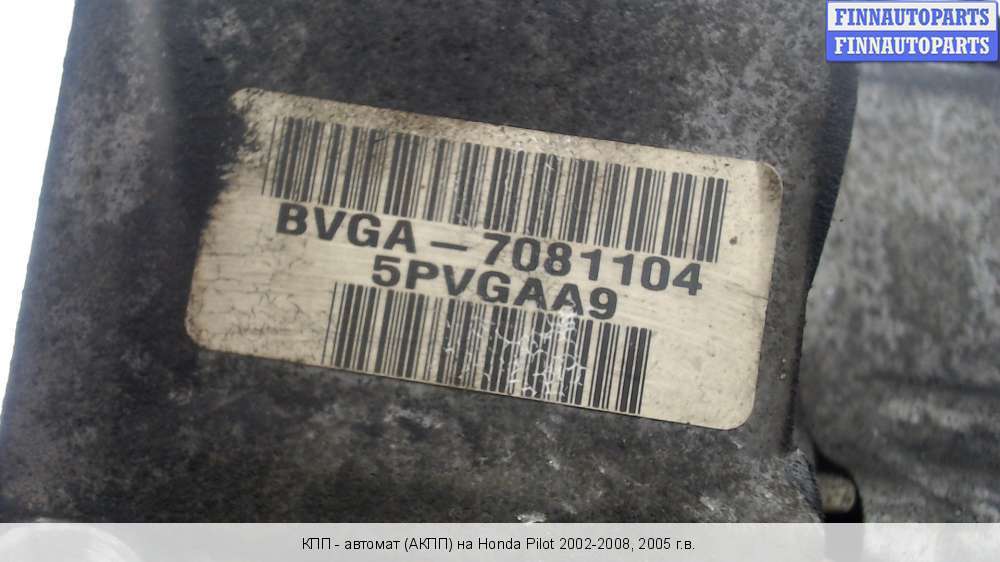 FINNAUTOPARTS
FINNAUTOPARTS
BVGA-7081104
5PVGAA9
КПП - автомат (АКПП) на Honda Pilot 2002-2008, 2005 г.в.